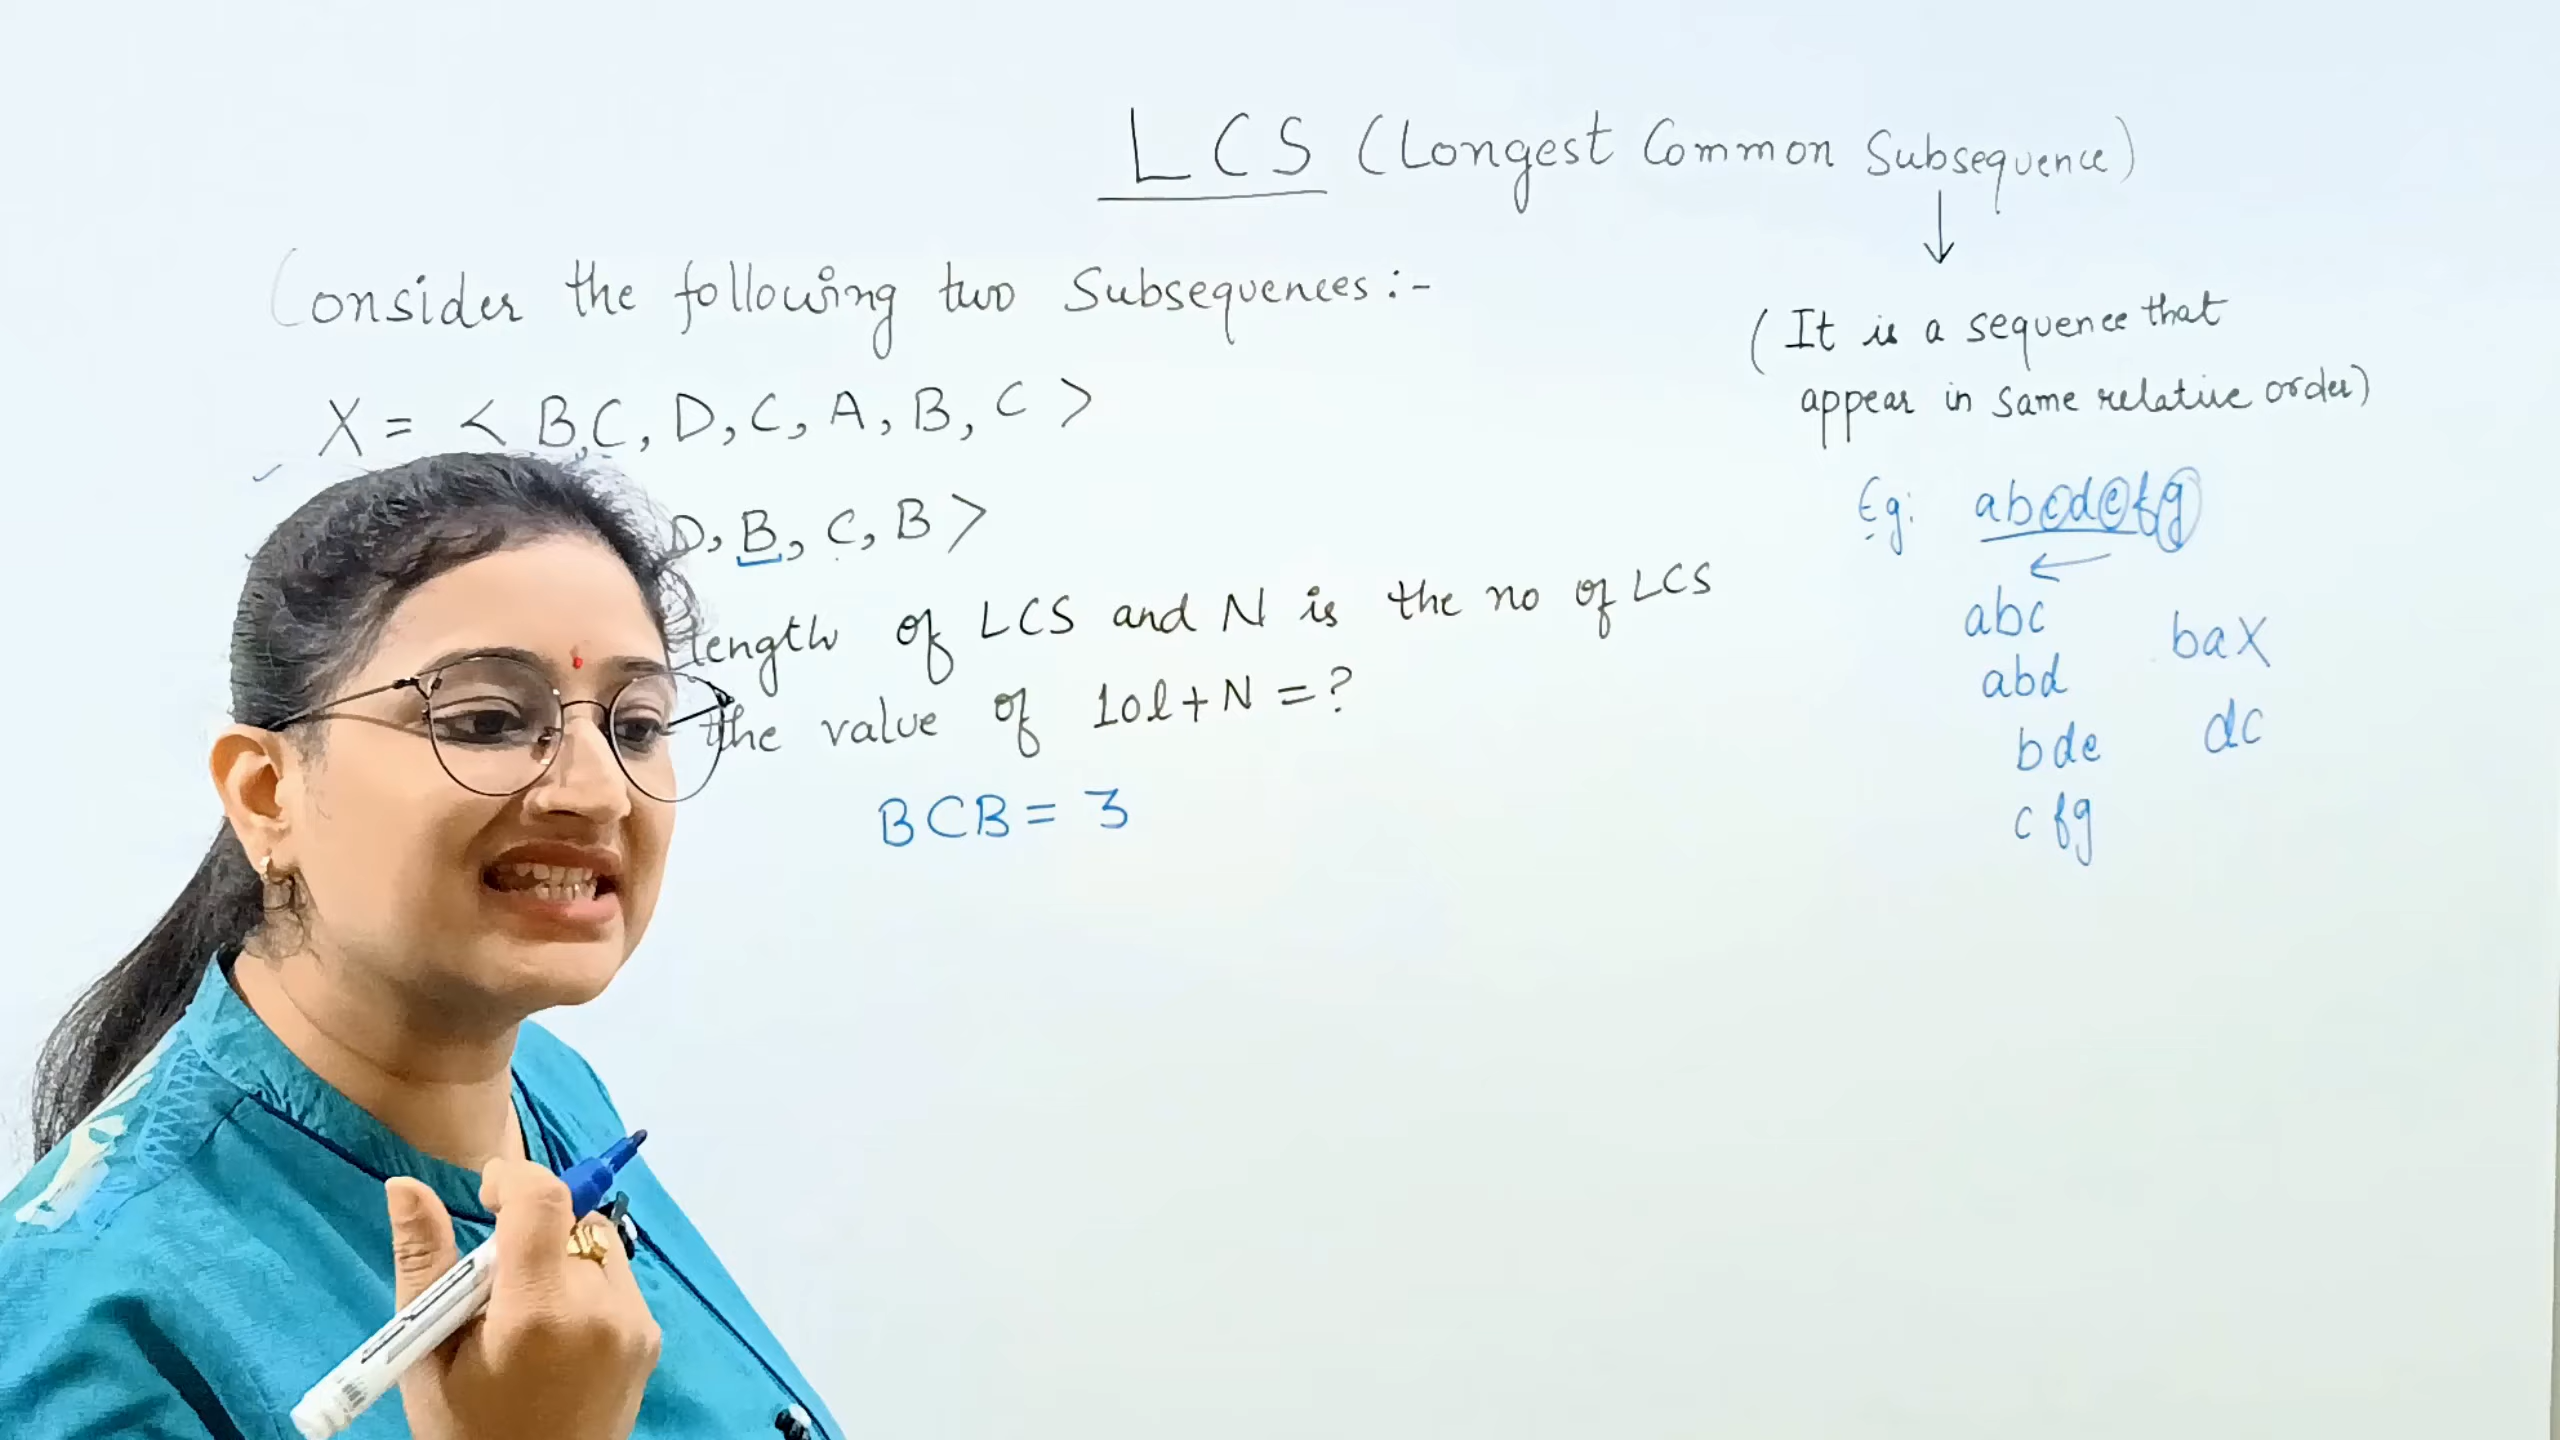 LCS (Longest Common Subsequence)
Consider the following two Subsequences :-
X = < B, C, D, C, A, B, C >
D, B, C, B >
length of LCS and N is the no of LCS
the value of 10l + N = ?
BCB = 3
↓
(It is a sequence that
appear in same relative order)
Eg: abcdefg
←
abc
abd
bde
cfg
baX
dc